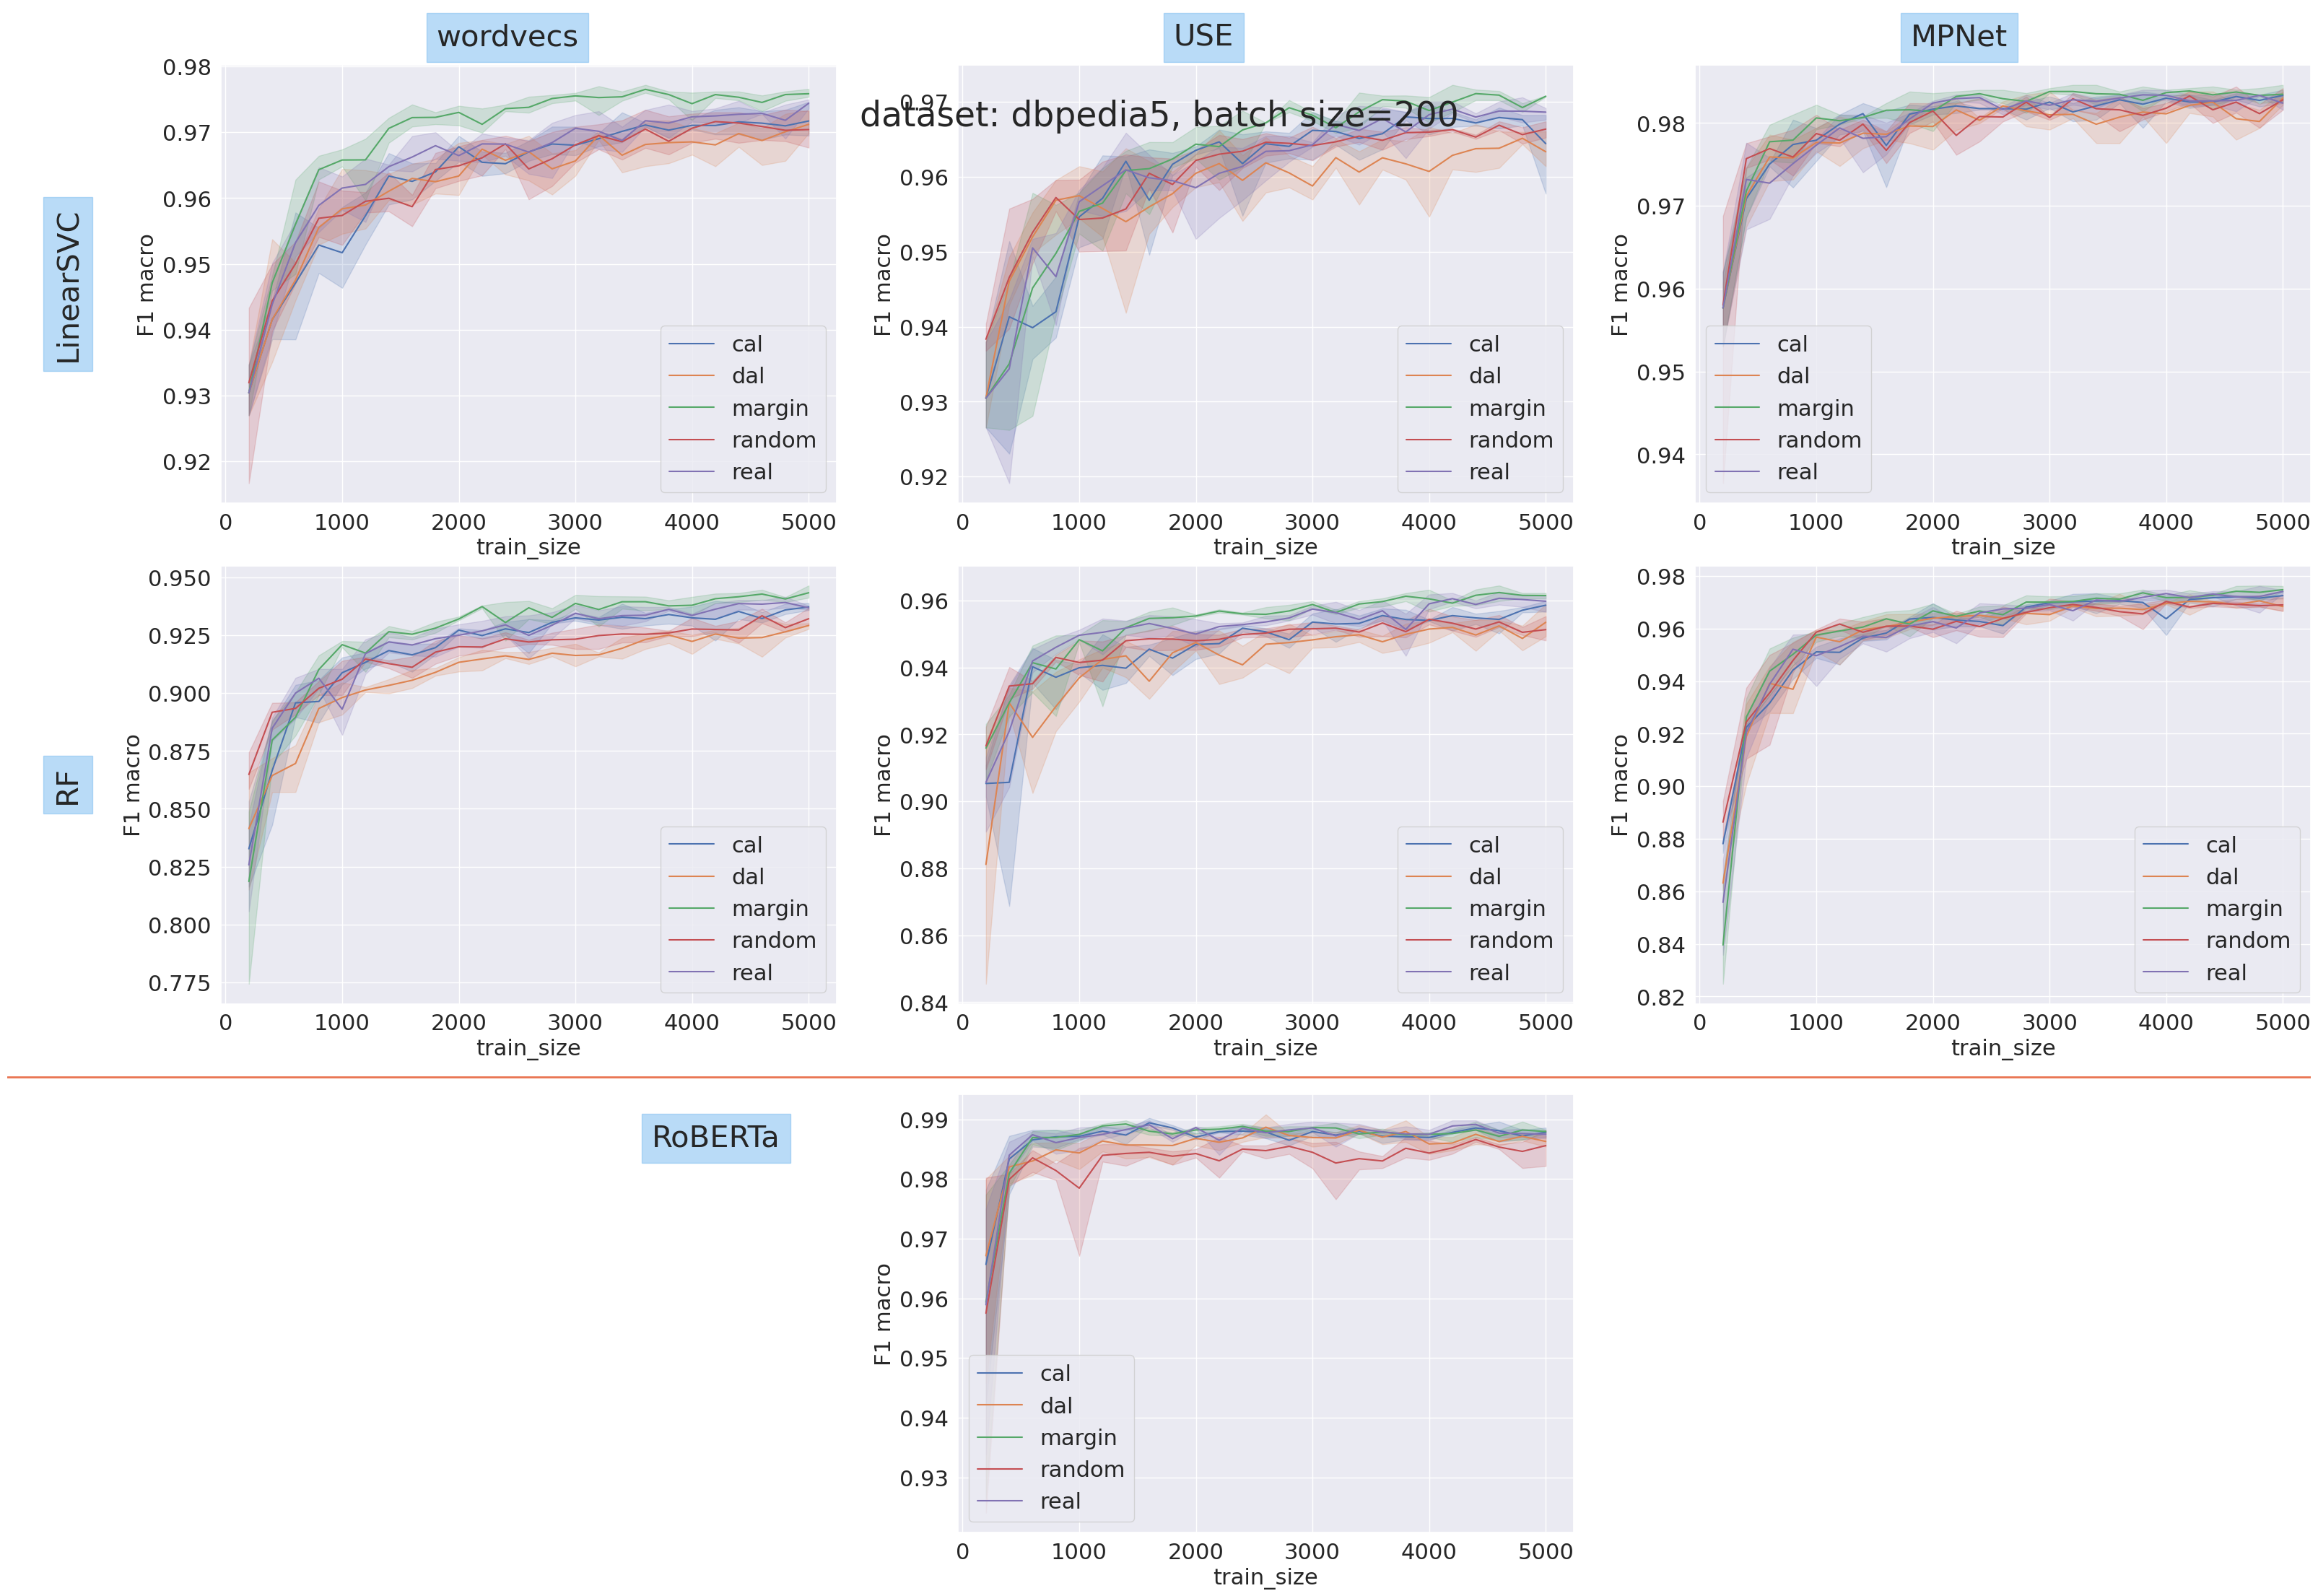 wordvecs
USE
MPNet
dataset: dbpedia5, batch size=200
LinearSVC
F1 macro
0.98
0.97
0.96
0.95
0.94
0.93
0.92
cal
dal
margin
random
real
0 1000 2000 3000 4000 5000
train_size
F1 macro
0.97
0.96
0.95
0.94
0.93
0.92
cal
dal
margin
random
real
0 1000 2000 3000 4000 5000
train_size
F1 macro
0.98
0.97
0.96
0.95
0.94
cal
dal
margin
random
real
0 1000 2000 3000 4000 5000
train_size
RF
F1 macro
0.950
0.925
0.900
0.875
0.850
0.825
0.800
0.775
cal
dal
margin
random
real
0 1000 2000 3000 4000 5000
train_size
F1 macro
0.96
0.94
0.92
0.90
0.88
0.86
0.84
cal
dal
margin
random
real
0 1000 2000 3000 4000 5000
train_size
F1 macro
0.98
0.96
0.94
0.92
0.90
0.88
0.86
0.84
0.82
cal
dal
margin
random
real
0 1000 2000 3000 4000 5000
train_size
RoBERTa
F1 macro
0.99
0.98
0.97
0.96
0.95
0.94
0.93
cal
dal
margin
random
real
0 1000 2000 3000 4000 5000
train_size